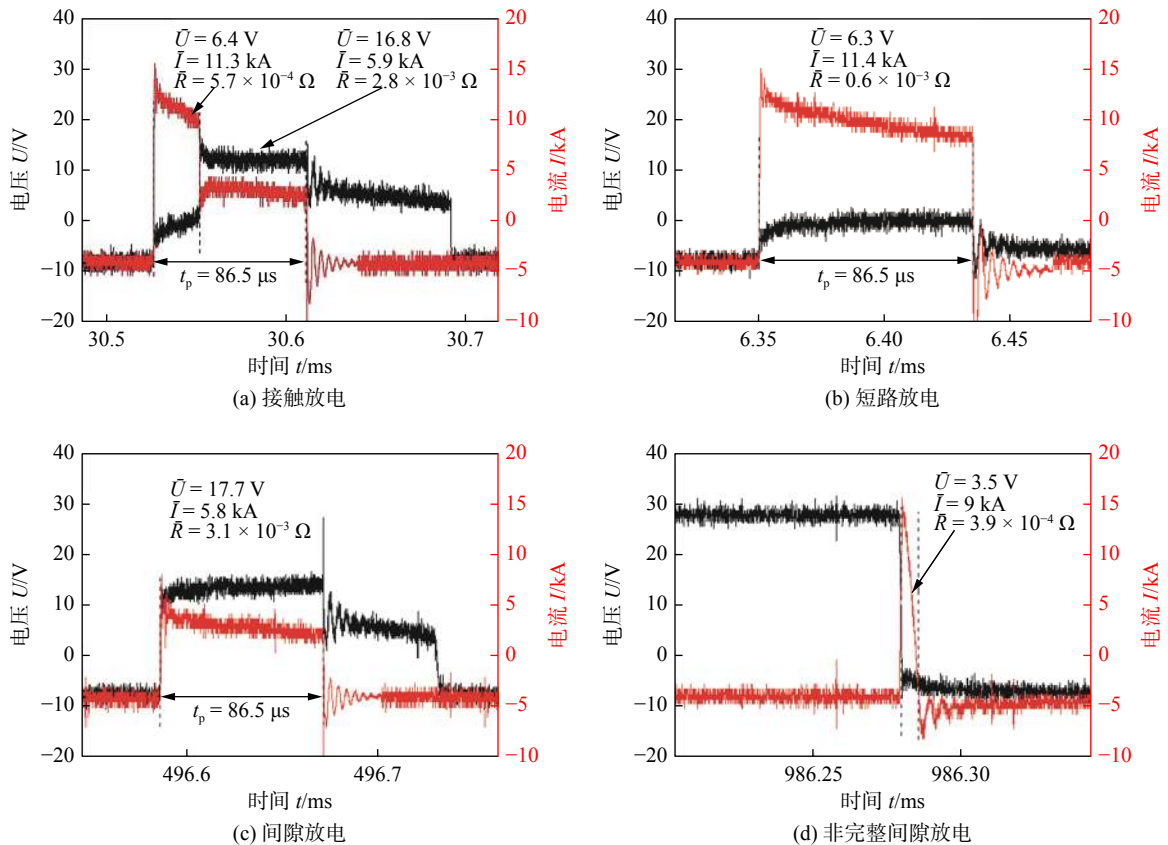 Ū = 6.4 V
Ī = 11.3 kA
R̄ = 5.7 × 10⁻⁴ Ω
Ū = 16.8 V
Ī = 5.9 kA
R̄ = 2.8 × 10⁻³ Ω
tp = 86.5 μs
40
30
20
10
0
−10
−20
电压 U/V
20
15
10
5
0
−5
−10
电流 I/kA
30.5
30.6
30.7
时间 t/ms
(a) 接触放电
Ū = 6.3 V
Ī = 11.4 kA
R̄ = 0.6 × 10⁻³ Ω
tp = 86.5 μs
40
30
20
10
0
−10
−20
电压 U/V
20
15
10
5
0
−5
−10
电流 I/kA
6.35
6.40
6.45
时间 t/ms
(b) 短路放电
Ū = 17.7 V
Ī = 5.8 kA
R̄ = 3.1 × 10⁻³ Ω
tp = 86.5 μs
40
30
20
10
0
−10
−20
电压 U/V
20
15
10
5
0
−5
−10
电流 I/kA
496.6
496.7
时间 t/ms
(c) 间隙放电
Ū = 3.5 V
Ī = 9 kA
R̄ = 3.9 × 10⁻⁴ Ω
40
30
20
10
0
−10
−20
电压 U/V
20
15
10
5
0
−5
−10
电流 I/kA
986.25
986.30
时间 t/ms
(d) 非完整间隙放电